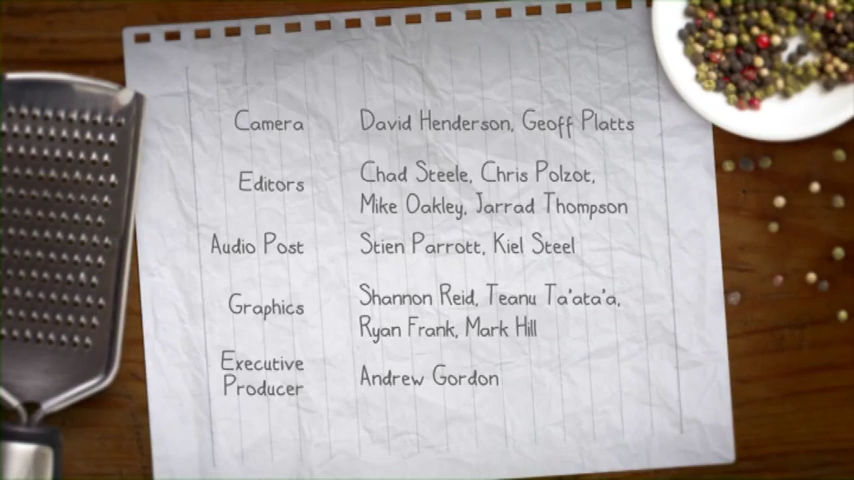 Camera David Henderson, Geoff Platts
Editors Chad Steele, Chris Polzot,
Mike Oakley, Jarrad Thompson
Audio Post Stien Parrott, Kiel Steel
Graphics Shannon Reid, Teanu Ta'ata'a,
Ryan Frank, Mark Hill
Executive
Producer Andrew Gordon